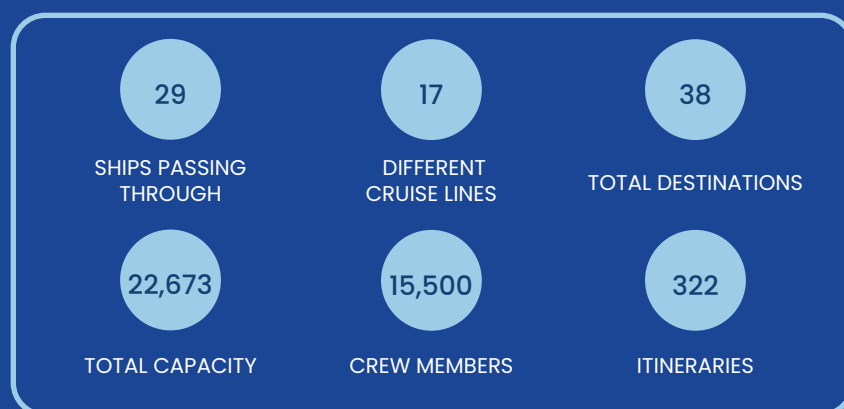 29
SHIPS PASSING
THROUGH
17
DIFFERENT
CRUISE LINES
38
TOTAL DESTINATIONS
22,673
TOTAL CAPACITY
15,500
CREW MEMBERS
322
ITINERARIES